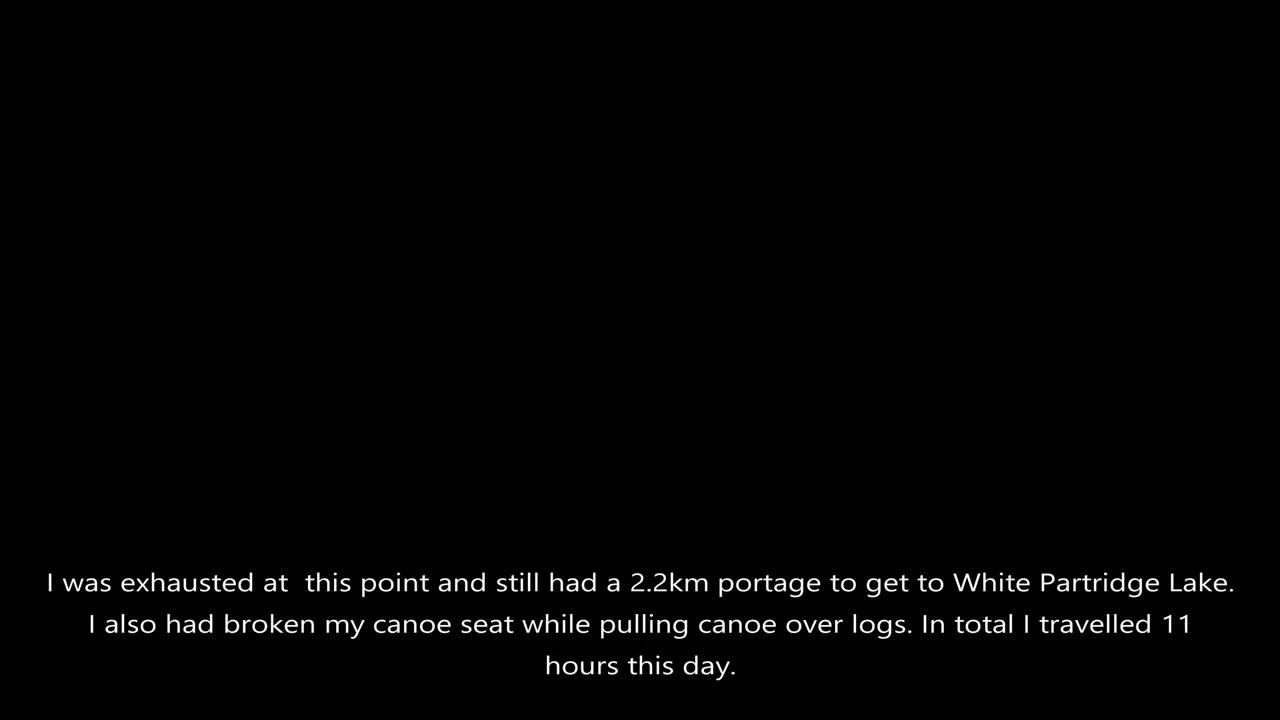 I was exhausted at  this point and still had a 2.2km portage to get to White Partridge Lake.
I also had broken my canoe seat while pulling canoe over logs. In total I travelled 11
hours this day.